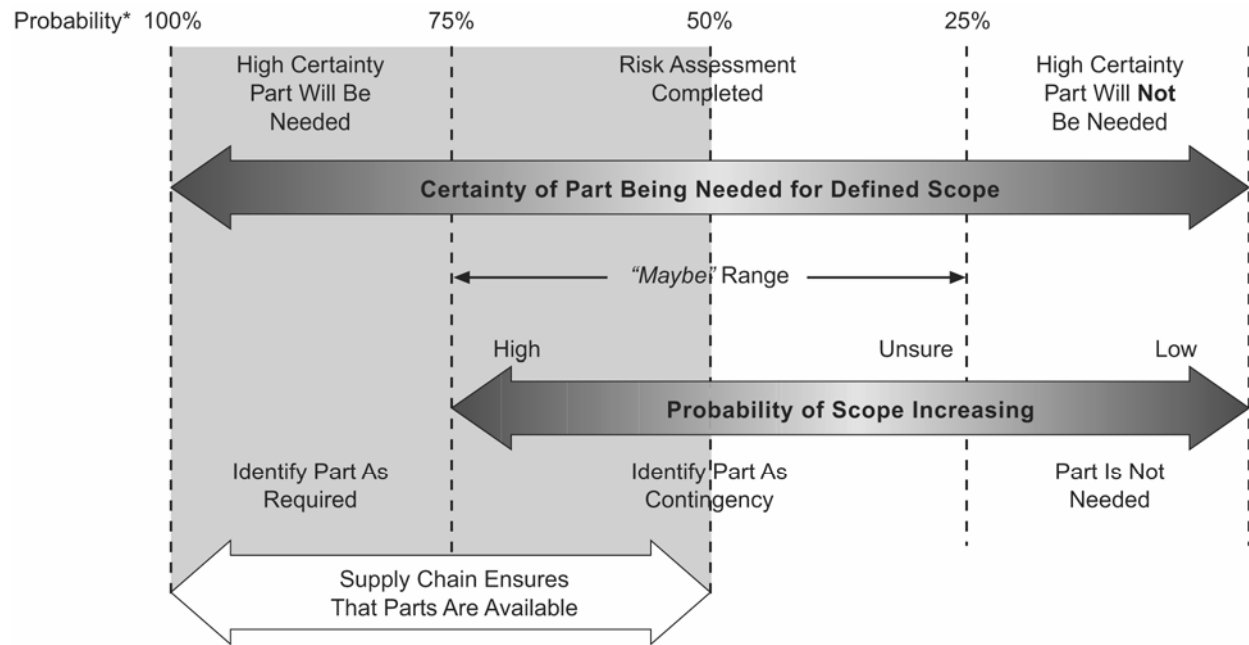 Probability* 100% 75% 50% 25%
High Certainty
Part Will Be
Needed
Risk Assessment
Completed
High Certainty
Part Will Not
Be Needed
Certainty of Part Being Needed for Defined Scope
“Maybe” Range
High Unsure Low
Probability of Scope Increasing
Identify Part As
Required
Identify Part As
Contingency
Part Is Not
Needed
Supply Chain Ensures
That Parts Are Available